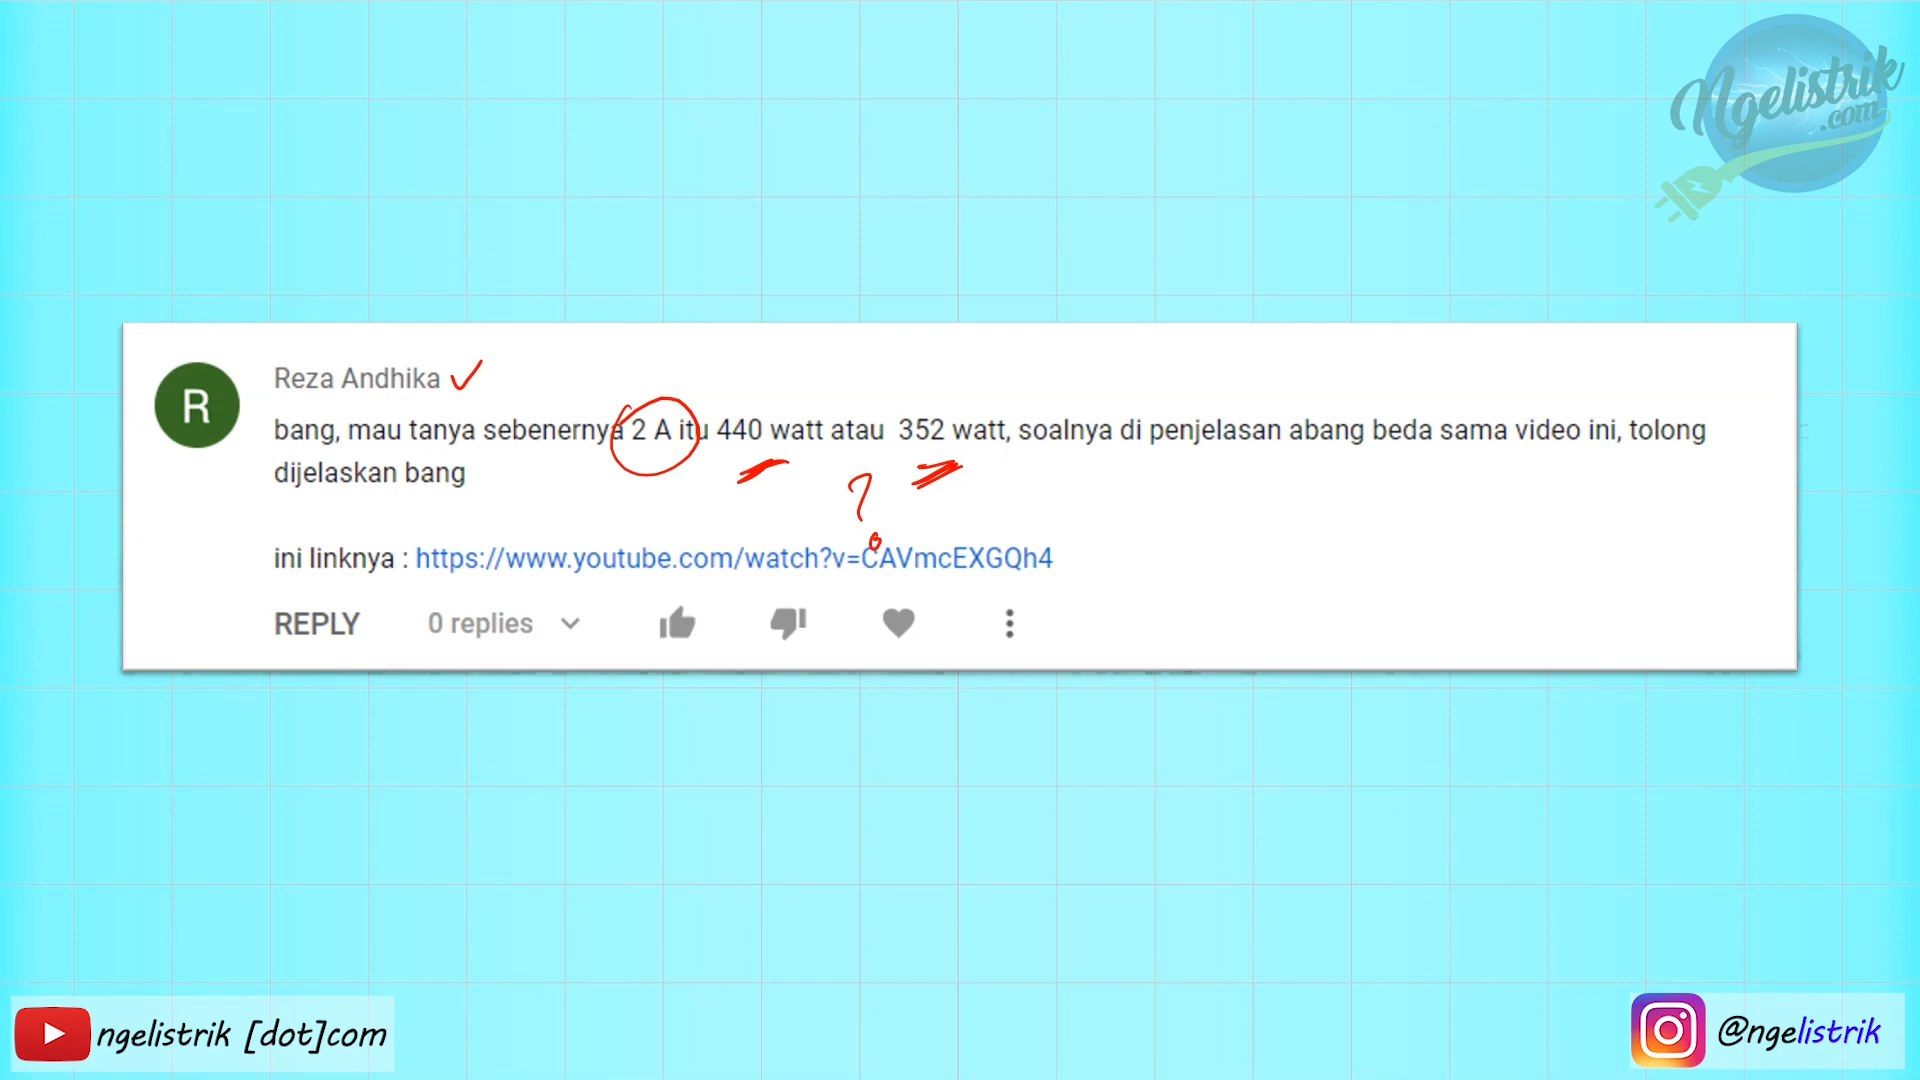 Ngelistrik
.com
R
Reza Andhika
bang, mau tanya sebenernya 2 A itu 440 watt atau  352 watt, soalnya di penjelasan abang beda sama video ini, tolong
dijelaskan bang
?
ini linknya : https://www.youtube.com/watch?v=CAVmcEXGQh4
REPLY 0 replies
ngelistrik [dot]com
@ngelistrik